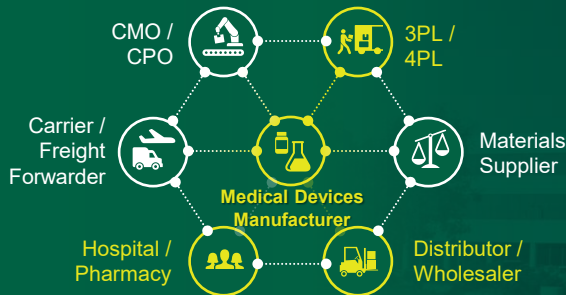 CMO /
CPO
3PL /
4PL
Carrier /
Freight
Forwarder
Materials
Supplier
Medical Devices
Manufacturer
Hospital /
Pharmacy
Distributor /
Wholesaler